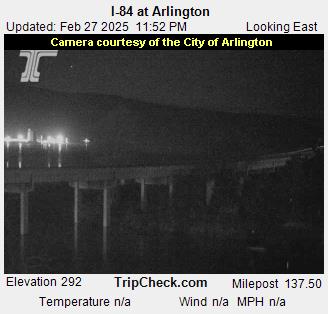 I-84 at Arlington
Updated: Feb 27 2025 11:52 PM Looking East
Camera courtesy of the City of Arlington
Elevation 292 TripCheck.com Milepost 137.50
Temperature n/a Wind n/a MPH n/a